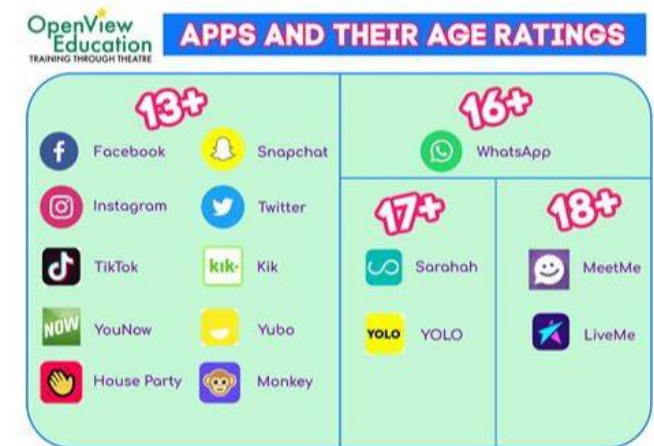 OpenView
Education
TRAINING THROUGH THEATRE
APPS AND THEIR AGE RATINGS
13+
Facebook
Snapchat
Instagram
Twitter
TikTok
kik.
Kik
NOW
YouNow
Yubo
House Party
Monkey
16+
WhatsApp
17+
Sarahah
YOLO
YOLO
18+
MeetMe
LiveMe